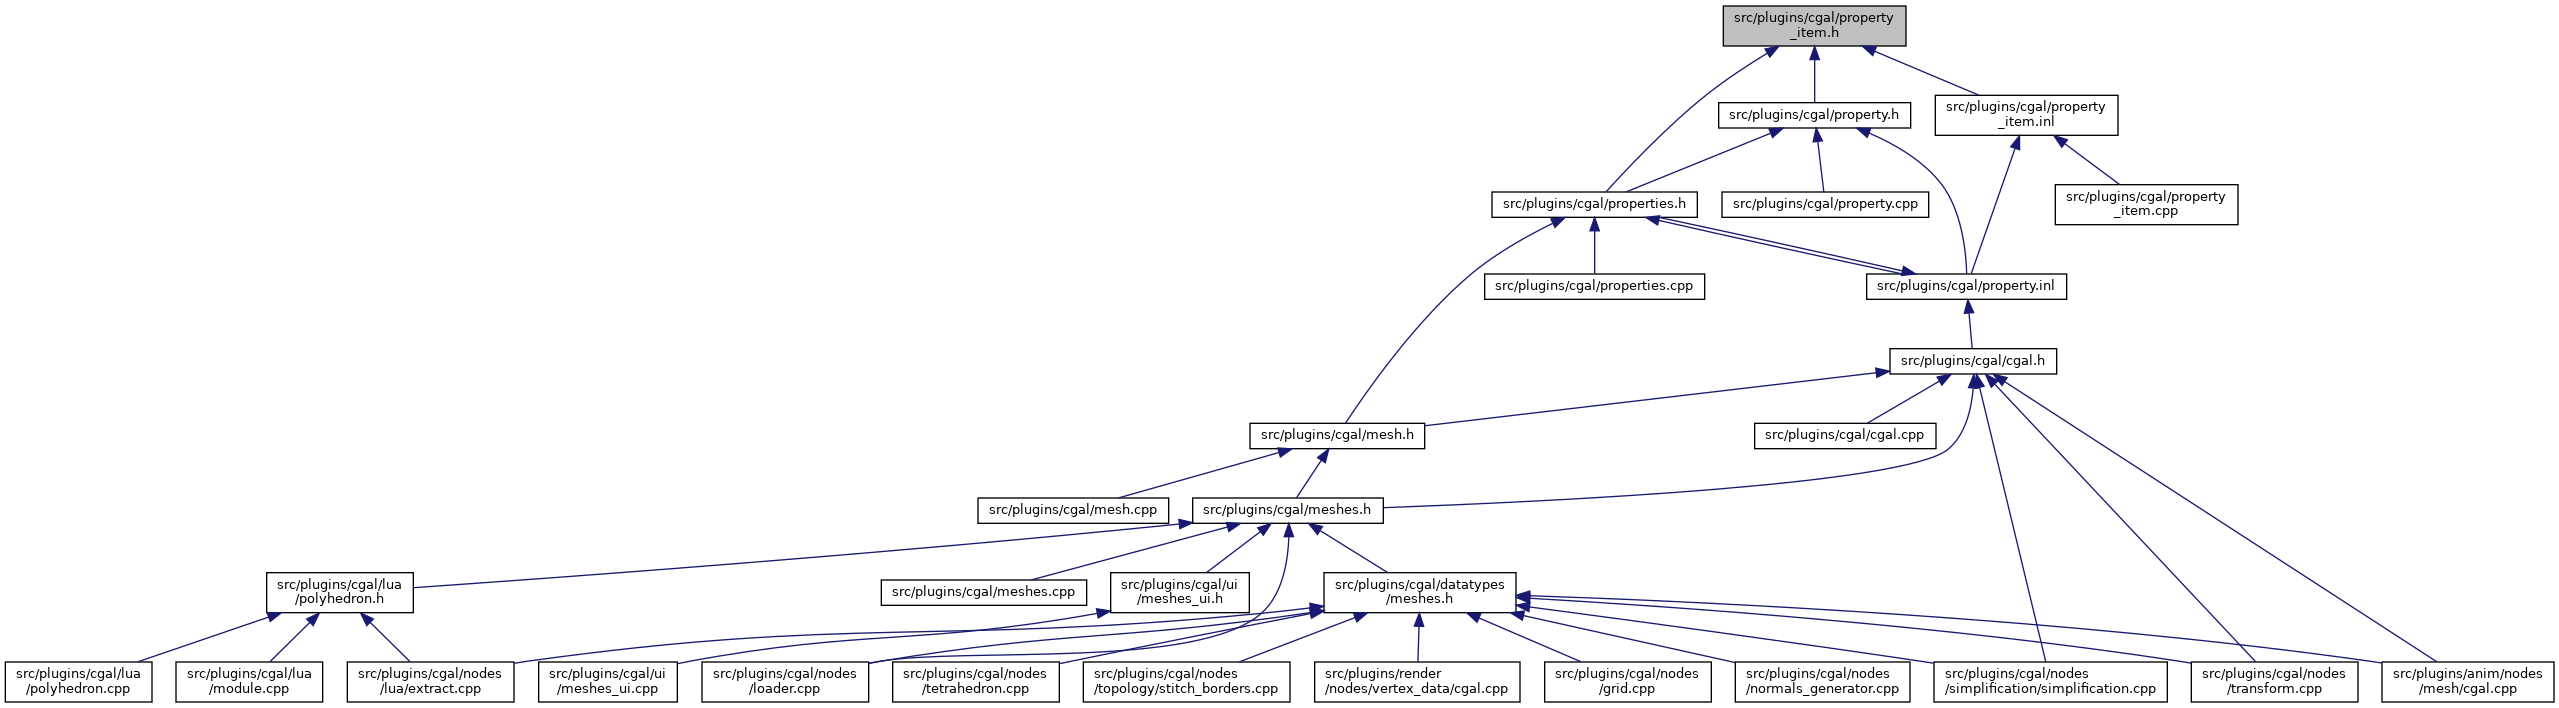 src/plugins/cgal/property
_item.h
src/plugins/cgal/property.h
src/plugins/cgal/property
_item.inl
src/plugins/cgal/properties.h
src/plugins/cgal/property.cpp
src/plugins/cgal/property
_item.cpp
src/plugins/cgal/properties.cpp
src/plugins/cgal/property.inl
src/plugins/cgal/cgal.h
src/plugins/cgal/mesh.h
src/plugins/cgal/cgal.cpp
src/plugins/cgal/mesh.cpp
src/plugins/cgal/meshes.h
src/plugins/cgal/lua
/polyhedron.h
src/plugins/cgal/meshes.cpp
src/plugins/cgal/ui
/meshes_ui.h
src/plugins/cgal/datatypes
/meshes.h
src/plugins/cgal/lua
/polyhedron.cpp
src/plugins/cgal/lua
/module.cpp
src/plugins/cgal/nodes
/lua/extract.cpp
src/plugins/cgal/ui
/meshes_ui.cpp
src/plugins/cgal/nodes
/loader.cpp
src/plugins/cgal/nodes
/tetrahedron.cpp
src/plugins/cgal/nodes
/topology/stitch_borders.cpp
src/plugins/render
/nodes/vertex_data/cgal.cpp
src/plugins/cgal/nodes
/grid.cpp
src/plugins/cgal/nodes
/normals_generator.cpp
src/plugins/cgal/nodes
/simplification/simplification.cpp
src/plugins/cgal/nodes
/transform.cpp
src/plugins/anim/nodes
/mesh/cgal.cpp